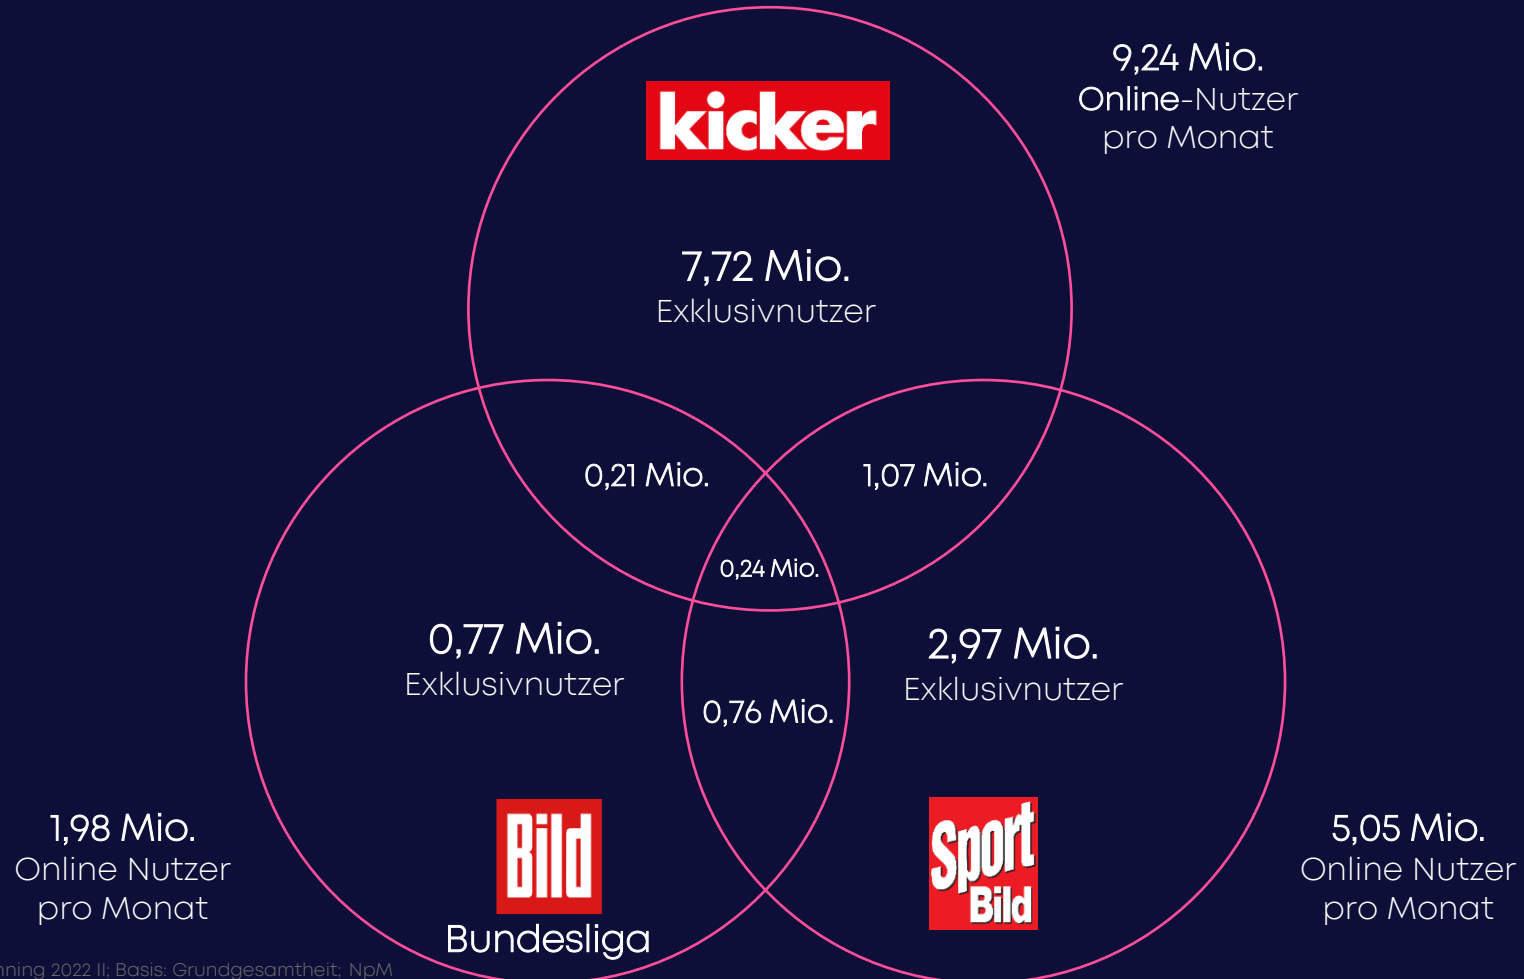 kicker
9,24 Mio.
Online-Nutzer
pro Monat
7,72 Mio.
Exklusivnutzer
0,21 Mio.
1,07 Mio.
0,24 Mio.
0,77 Mio.
Exklusivnutzer
2,97 Mio.
Exklusivnutzer
0,76 Mio.
1,98 Mio.
Online Nutzer
pro Monat
Bild
Bundesliga
Sport
Bild
5,05 Mio.
Online Nutzer
pro Monat
2022 II; Basis: Grundgesamtheit; NpM